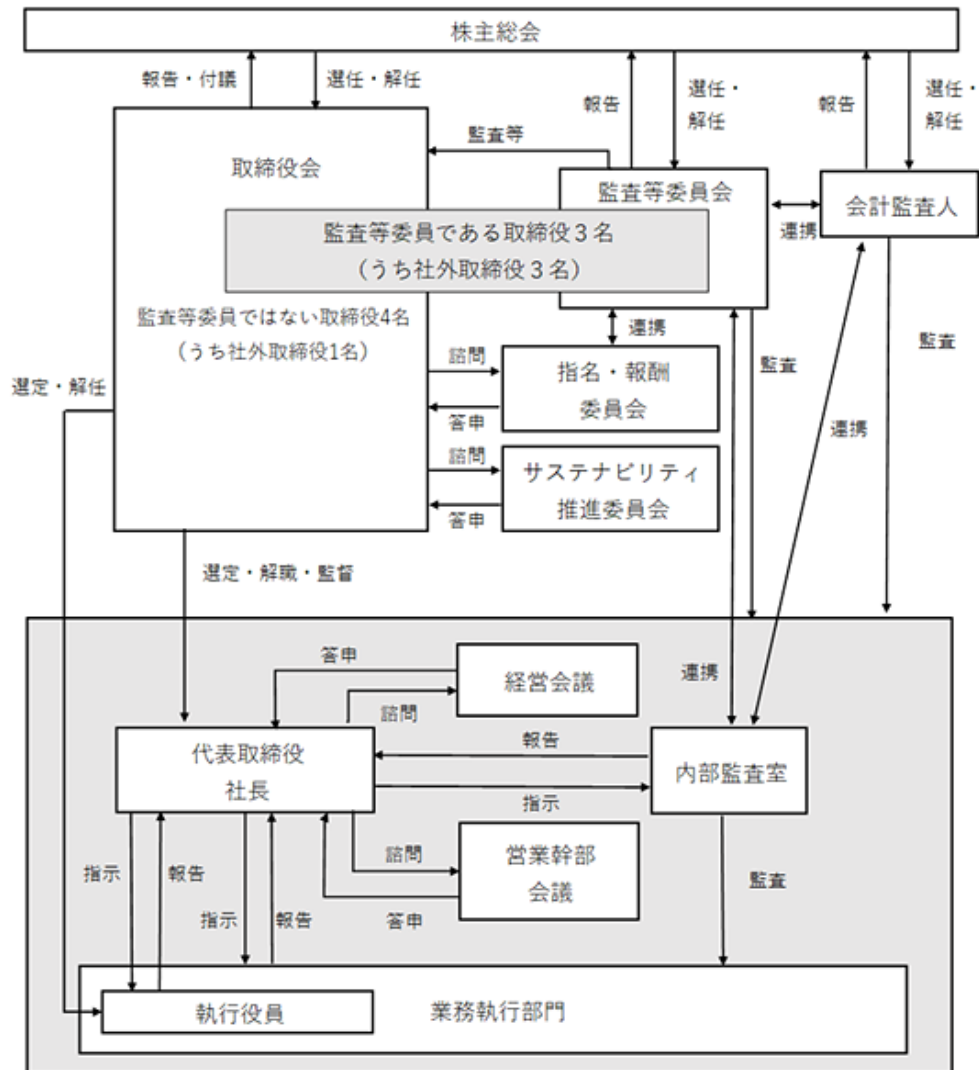 株主総会
報告・付議
選任・解任
報告
選任・
解任
報告
選任・
解任
監査等
取締役会
監査等委員会
会計監査人
連携
監査等委員である取締役３名
（うち社外取締役３名）
監査等委員ではない取締役4名
（うち社外取締役1名）
連携
諮問
指名・報酬
委員会
答申
監査
監査
選定・解任
連携
諮問
サステナビリティ
推進委員会
答申
選定・解職・監督
答申
経営会議
諮問
連携
代表取締役
社長
報告
内部監査室
指示
諮問
営業幹部
会議
答申
指示
報告
指示
報告
監査
執行役員
業務執行部門